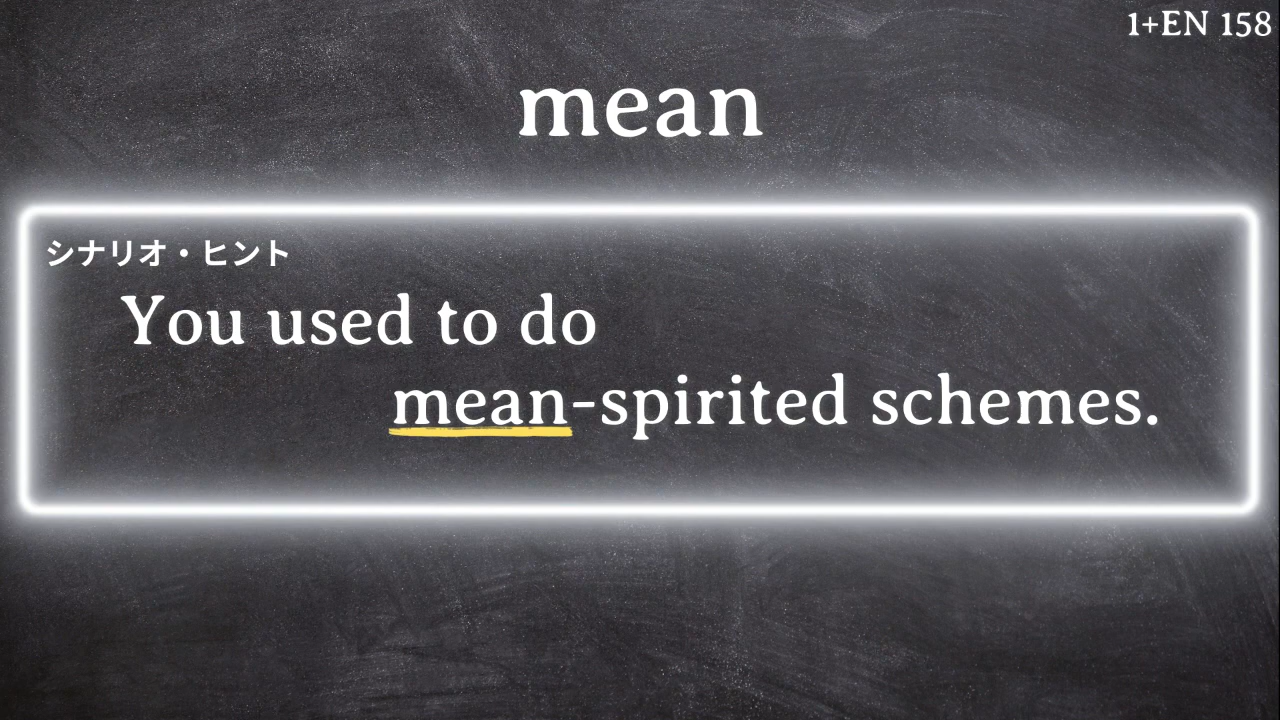 1+EN 158
mean
シナリオ・ヒント
You used to do
mean-spirited schemes.